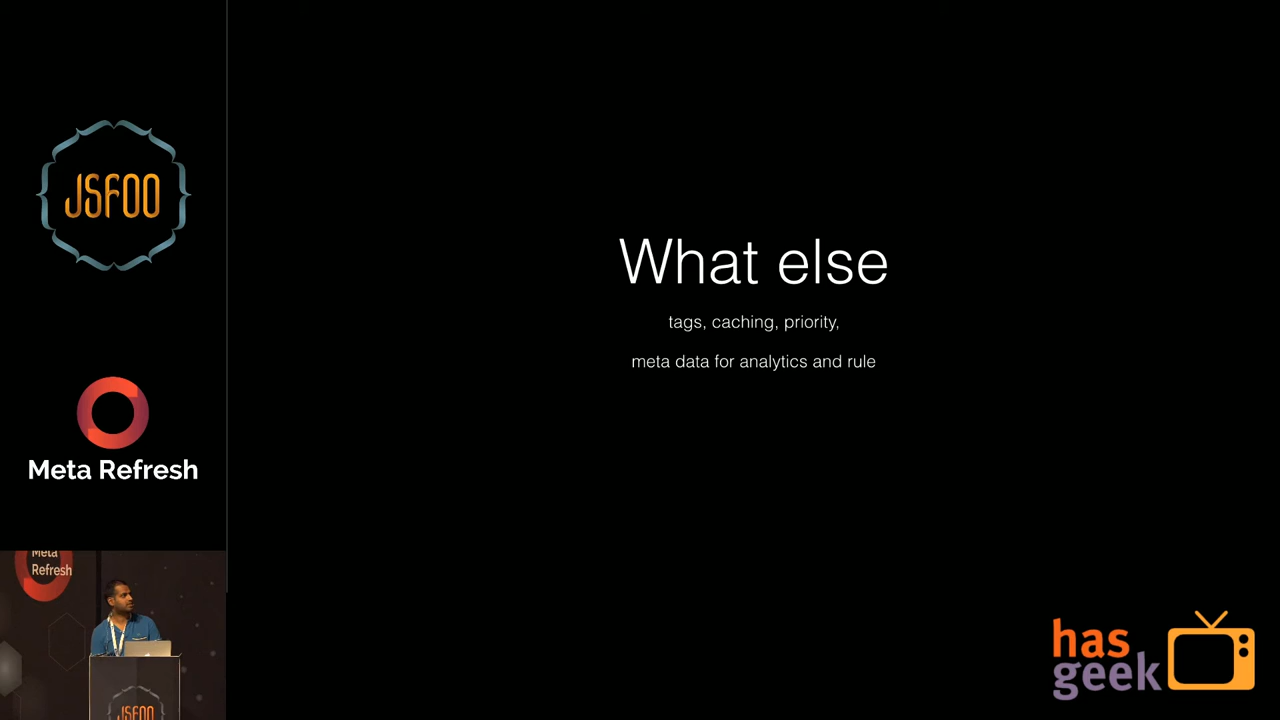 JSFOO
Meta Refresh
Meta
Refresh
JSFOO
What else
tags, caching, priority,
meta data for analytics and rule
has
geek